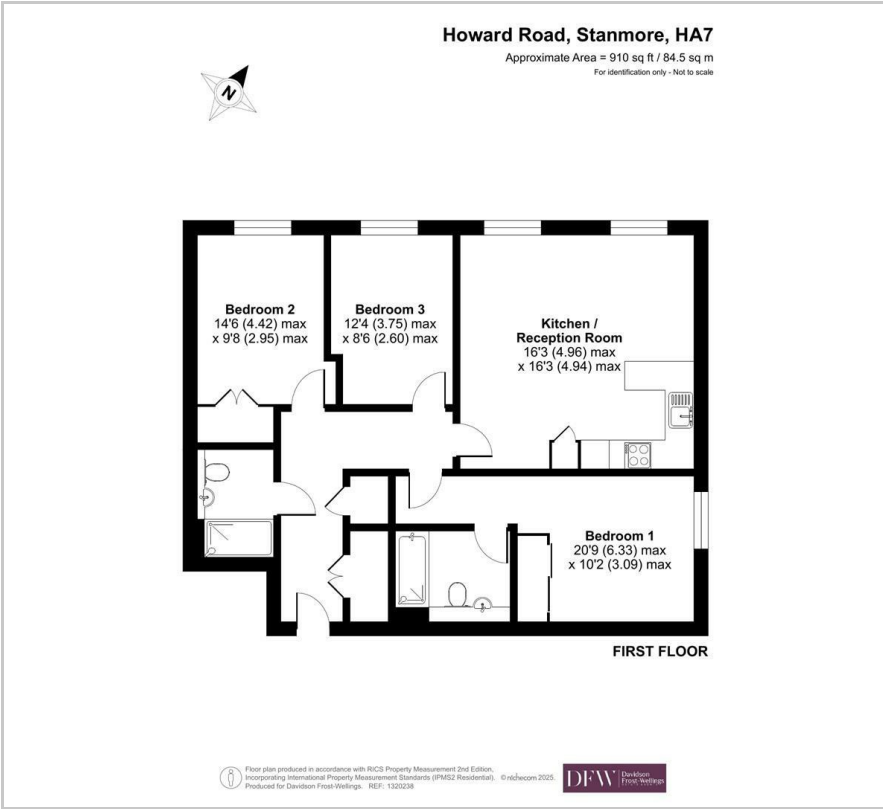 Howard Road, Stanmore, HA7
Approximate Area = 910 sq ft / 84.5 sq m
For identification only - Not to scale
N
Bedroom 2
14'6 (4.42) max
x 9'8 (2.95) max
Bedroom 3
12'4 (3.75) max
x 8'6 (2.60) max
Kitchen /
Reception Room
16'3 (4.96) max
x 16'3 (4.94) max
Bedroom 1
20'9 (6.33) max
x 10'2 (3.09) max
FIRST FLOOR
Floor plan produced in accordance with RICS Property Measurement 2nd Edition,
Incorporating International Property Measurement Standards (IPMS2 Residential). © nichecom 2025.
Produced for Davidson Frost-Wellings. REF: 1320238
DFW
Davidson
Frost-Wellings